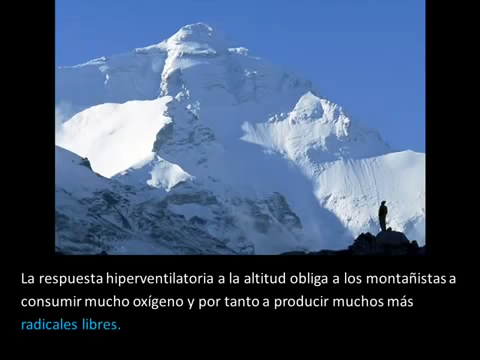 La respuesta hiperventilatoria a la altitud obliga a los montañistas a
consumir mucho oxígeno y por tanto a producir muchos más
radicales libres.